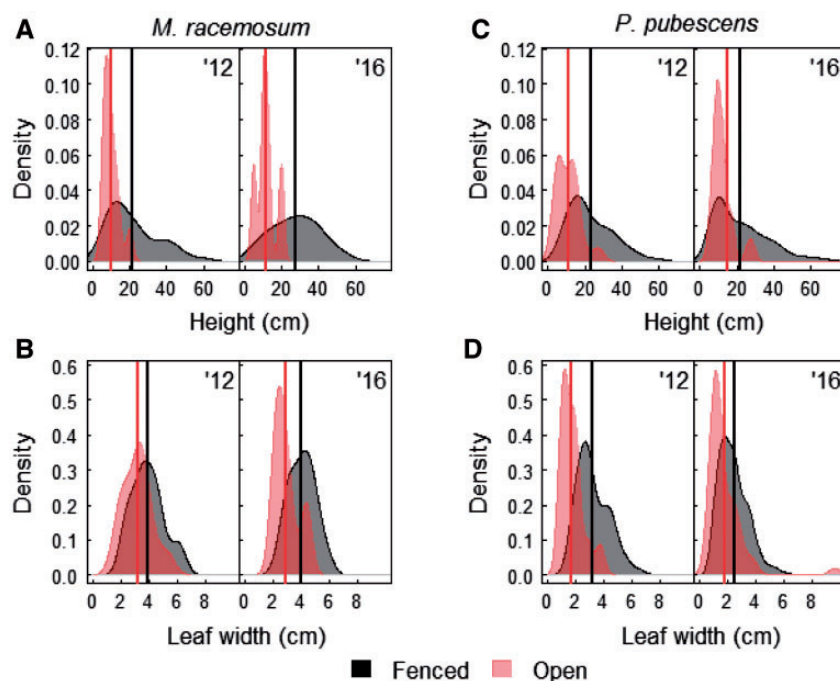 A
M. racemosum
0.12
0.10
0.08
0.06
0.04
0.02
0.00
Density
'12
'16
0 20 40 60 0 20 40 60
Height (cm)
B
0.6
0.5
0.4
0.3
0.2
0.1
0.0
Density
'12
'16
0 2 4 6 8 0 2 4 6 8
Leaf width (cm)
C
P. pubescens
0.12
0.10
0.08
0.06
0.04
0.02
0.00
Density
'12
'16
0 20 40 60 0 20 40 60
Height (cm)
D
0.6
0.5
0.4
0.3
0.2
0.1
0.0
Density
'12
'16
0 2 4 6 8 0 2 4 6 8
Leaf width (cm)
Fenced Open